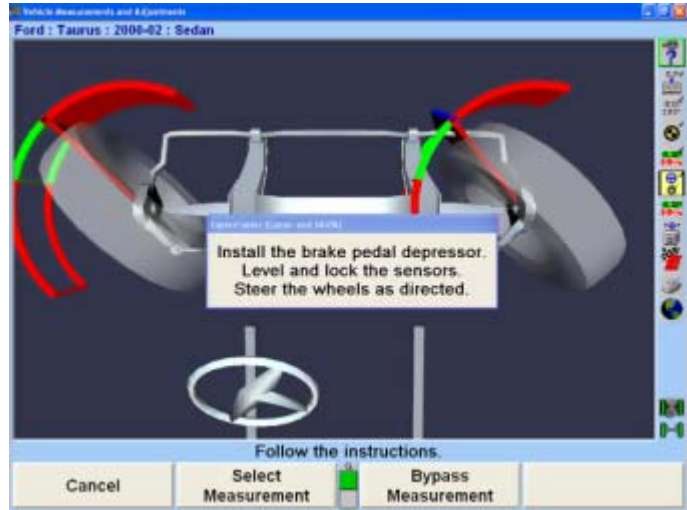 Vehicle Measurements and Adjustments
Ford : Taurus : 2000-02 : Sedan
Install the brake pedal depressor.
Level and lock the sensors.
Steer the wheels as directed.
Follow the instructions.
Cancel
Select
Measurement
Bypass
Measurement